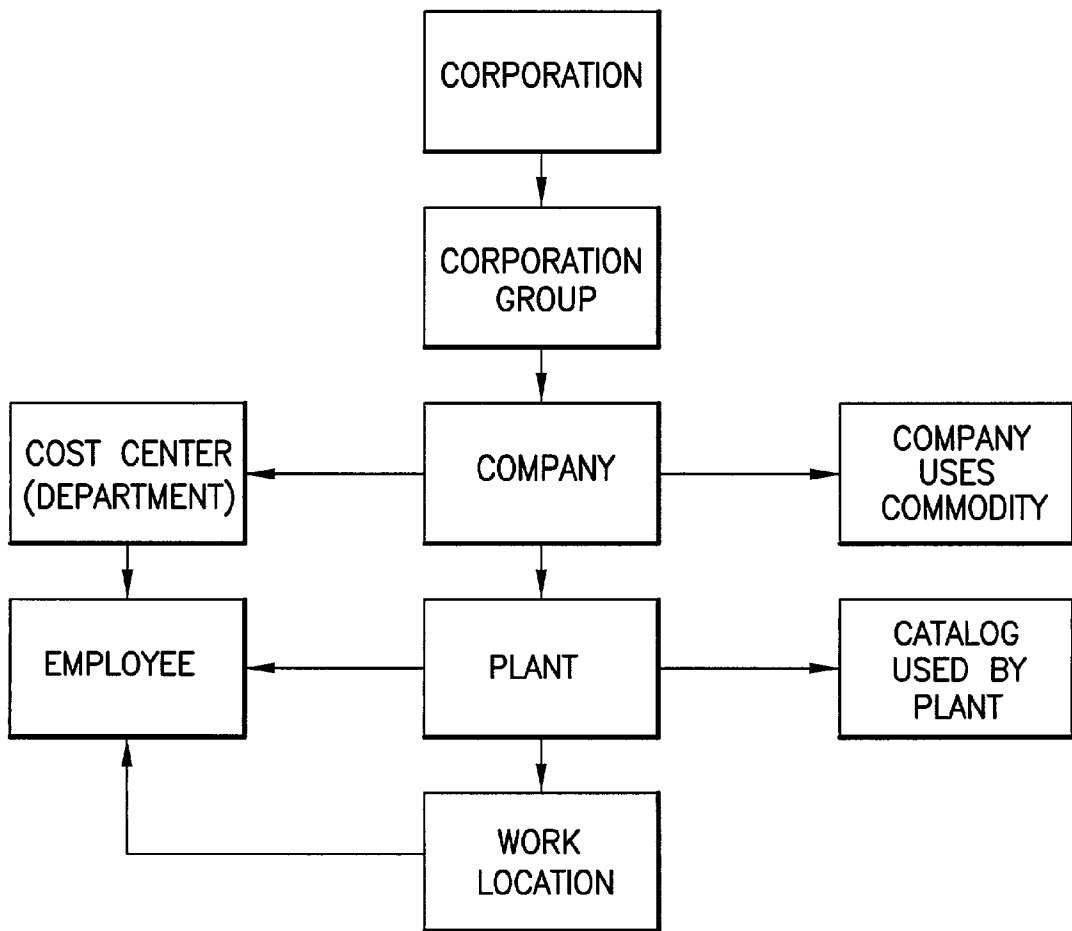 CORPORATION
CORPORATION
GROUP
COST CENTER
(DEPARTMENT)
COMPANY
COMPANY
USES
COMMODITY
EMPLOYEE
PLANT
CATALOG
USED BY
PLANT
WORK
LOCATION